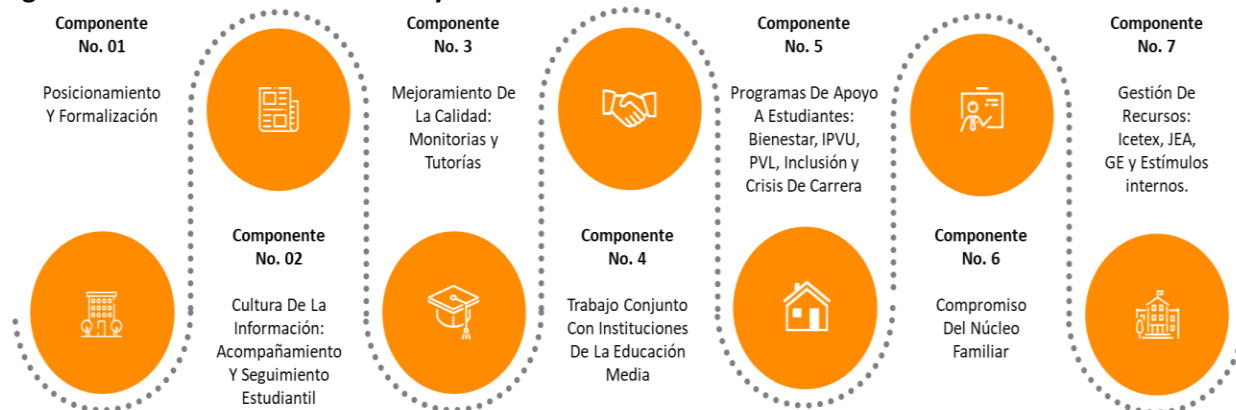 Componente
No. 01
Posicionamiento
Y Formalización
Componente
No. 02
Cultura De La
Información:
Acompañamiento
Y Seguimiento
Estudiantil
Componente
No. 3
Mejoramiento De
La Calidad:
Monitorias y
Tutorías
Componente
No. 4
Trabajo Conjunto
Con Instituciones
De La Educación
Media
Componente
No. 5
Programas De Apoyo
A Estudiantes:
Bienestar, IPVU,
PVL, Inclusión y
Crisis De Carrera
Componente
No. 6
Compromiso
Del Núcleo
Familiar
Componente
No. 7
Gestión De
Recursos:
Icetex, JEA,
GE y Estímulos
internos.